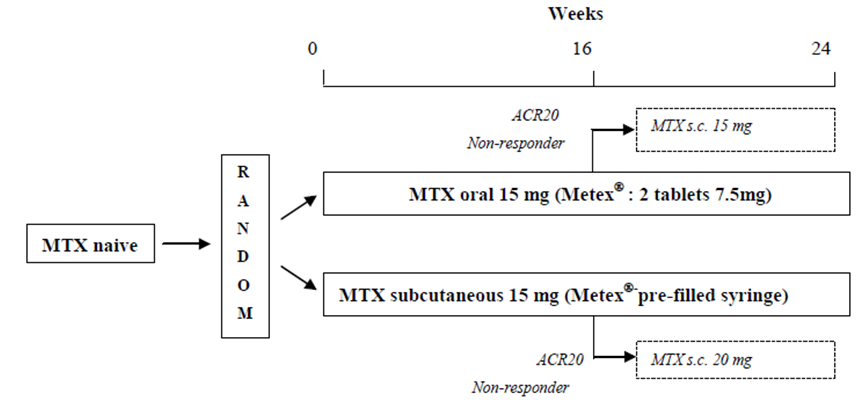 Weeks
0 16 24
ACR20
Non-responder
MTX s.c. 15 mg
R
A
N
D
O
M
MTX oral 15 mg (Metex® : 2 tablets 7.5mg)
MTX naive
MTX subcutaneous 15 mg (Metex®-pre-filled syringe)
ACR20
Non-responder
MTX s.c. 20 mg